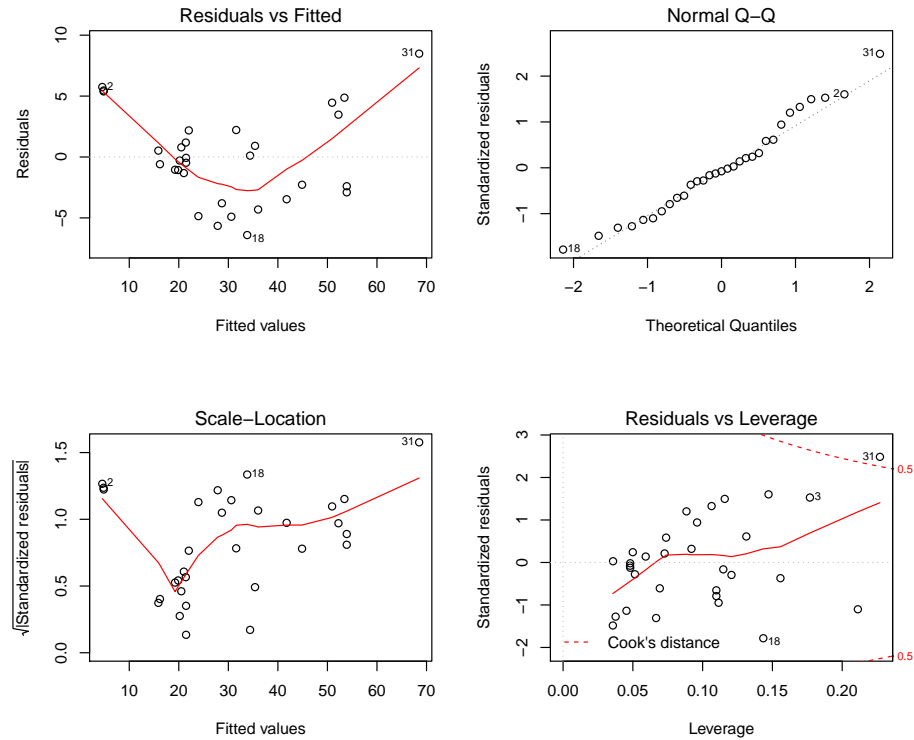 Residuals vs Fitted
Residuals
10
5
0
−5
2
31
18
10 20 30 40 50 60 70
Fitted values
Normal Q−Q
Standardized residuals
2
1
0
−1
31
2
18
−2 −1 0 1 2
Theoretical Quantiles
Scale−Location
√|Standardized residuals|
1.5
1.0
0.5
0.0
31
18
2
10 20 30 40 50 60 70
Fitted values
Residuals vs Leverage
Standardized residuals
3
2
1
0
−1
−2
31
0.5
3
Cook's distance
18
0.5
0.00 0.05 0.10 0.15 0.20
Leverage